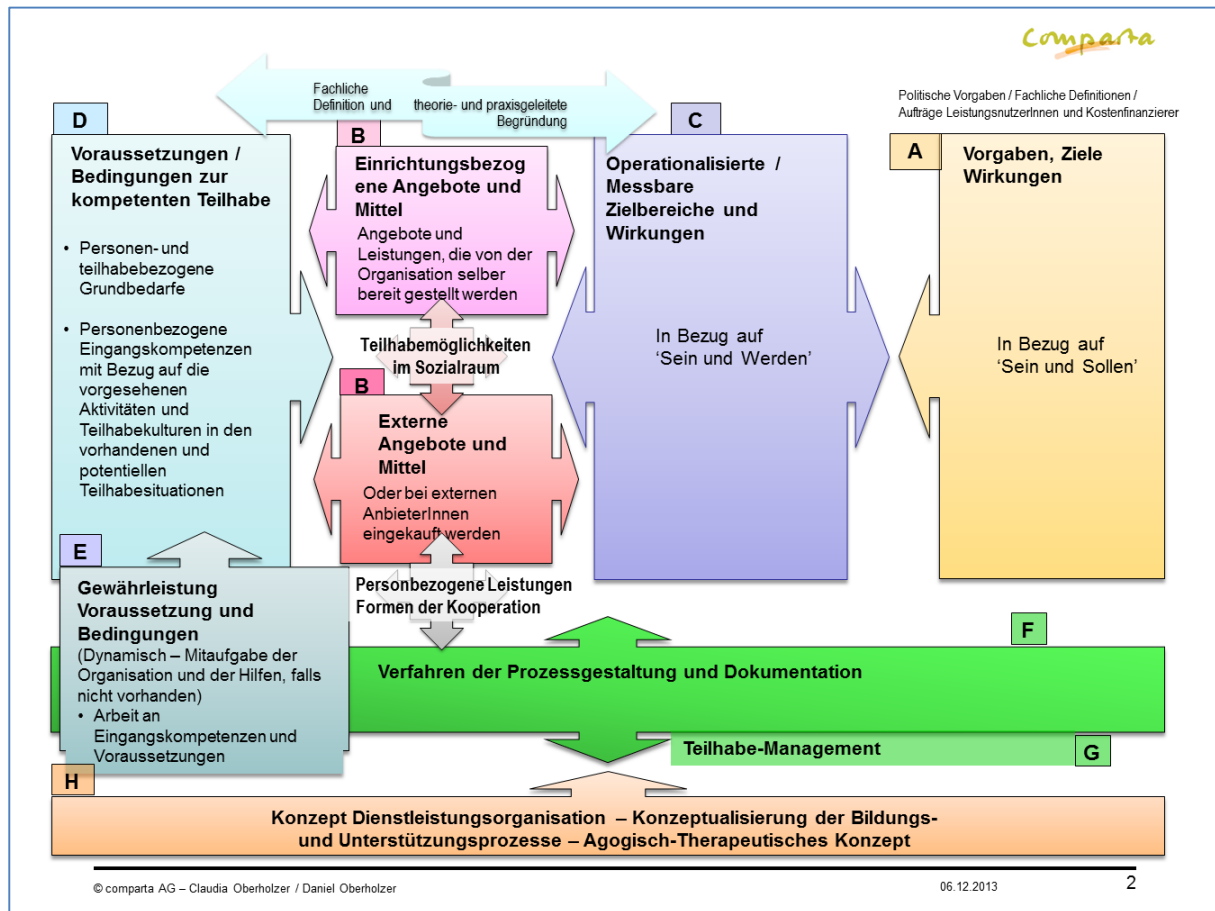 Comparta
Fachliche
Definition und
theorie- und praxisgeleitete
Begründung
Politische Vorgaben / Fachliche Definitionen /
Aufträge LeistungsnutzerInnen und Kostenfinanzierer
D
Voraussetzungen /
Bedingungen zur
kompetenten Teilhabe
• Personen- und
teilhabebezogene
Grundbedarfe
• Personenbezogene
Eingangskompetenzen
mit Bezug auf die
vorgesehenen
Aktivitäten und
Teilhabekulturen in den
vorhandenen und
potentiellen
Teilhabesituationen
B
Einrichtungsbezog
ene Angebote und
Mittel
Angebote und
Leistungen, die von der
Organisation selber
bereit gestellt werden
Teilhabemöglichkeiten
im Sozialraum
B
Externe
Angebote und
Mittel
Oder bei externen
AnbieterInnen
eingekauft werden
Personbezogene Leistungen
Formen der Kooperation
C
Operationalisierte /
Messbare
Zielbereiche und
Wirkungen
In Bezug auf
‘Sein und Werden’
A
Vorgaben, Ziele
Wirkungen
In Bezug auf
‘Sein und Sollen’
E
Gewährleistung
Voraussetzung und
Bedingungen
(Dynamisch – Mitaufgabe der
Organisation und der Hilfen, falls
nicht vorhanden)
• Arbeit an
Eingangskompetenzen und
Voraussetzungen
F
Verfahren der Prozessgestaltung und Dokumentation
Teilhabe-Management
G
H
Konzept Dienstleistungsorganisation – Konzeptualisierung der Bildungs-
und Unterstützungsprozesse – Agogisch-Therapeutisches Konzept
© comparta AG – Claudia Oberholzer / Daniel Oberholzer
06.12.2013
2